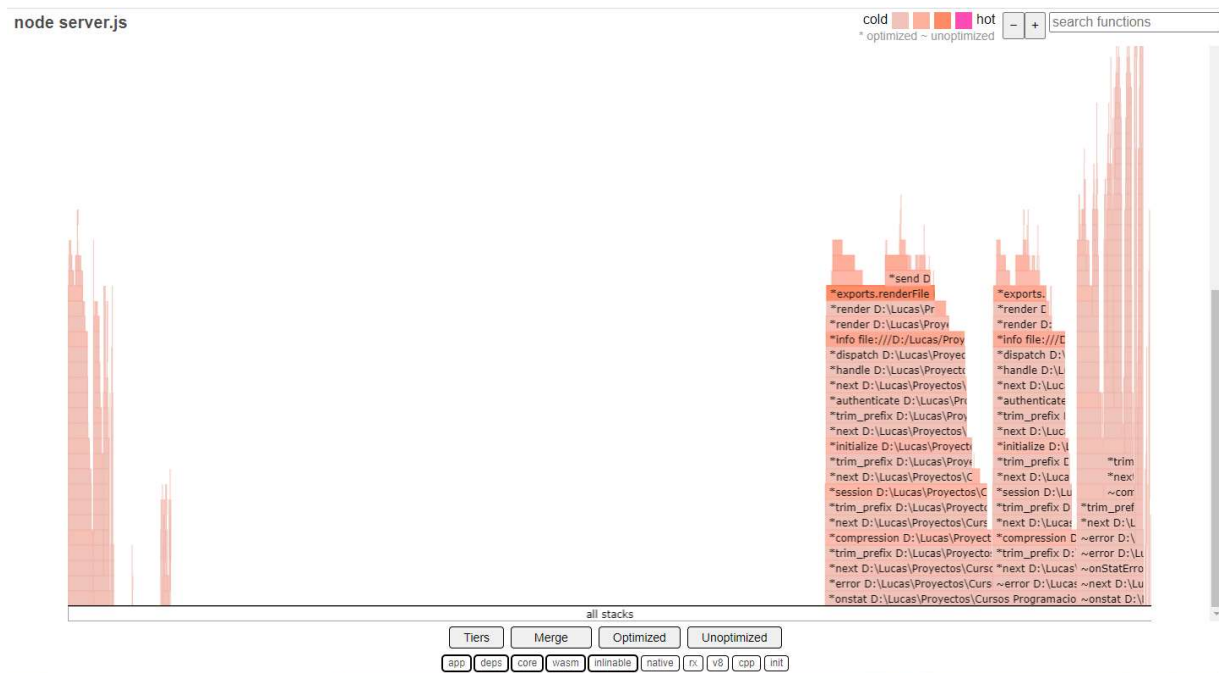 node server.js
cold hot − + search functions
* optimized ~ unoptimized
*send D
*exports.renderFile *exports.
*render D:\Lucas\Pr *render D
*render D:\Lucas\Proy *render D:
*info file:///D:/Lucas/Proy *info file:///D
*dispatch D:\Lucas\Proyec *dispatch D:\
*handle D:\Lucas\Proyecto *handle D:\L
*next D:\Lucas\Proyectos\ *next D:\Luc
*authenticate D:\Lucas\Pro *authenticate
*trim_prefix D:\Lucas\Proy *trim_prefix
*next D:\Lucas\Proyectos\ *next D:\Luca
*initialize D:\Lucas\Proyecto *initialize D:\L
*trim_prefix D:\Lucas\Proye *trim_prefix D *trim
*next D:\Lucas\Proyectos\C *next D:\Luca *next
*session D:\Lucas\Proyectos\C *session D:\Lu ~com
*trim_prefix D:\Lucas\Proyecto *trim_prefix D *trim_pref
*next D:\Lucas\Proyectos\Curs *next D:\Lucas *next D:\L
*compression D:\Lucas\Proyect *compression D ~error D:\
*trim_prefix D:\Lucas\Proyectos *trim_prefix D: ~error D:\Lu
*next D:\Lucas\Proyectos\Curso *next D:\Lucas\ ~onStatErro
*error D:\Lucas\Proyectos\Curs ~error D:\Lucas ~next D:\Lu
*onstat D:\Lucas\Proyectos\Cursos Programacio ~onstat D:\
all stacks
Tiers Merge Optimized Unoptimized
app deps core wasm inlinable native rx v8 cpp init